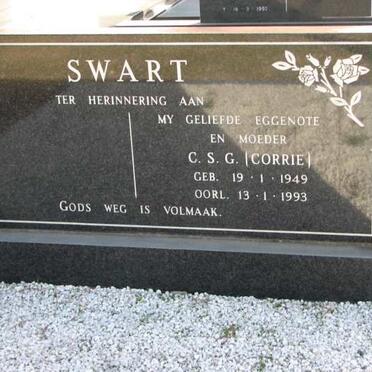 SWART
TER HERINNERING AAN
MY GELIEFDE EGGENOTE
EN MOEDER
C. S. G. (CORRIE)
GEB. 19 · 1 · 1949
OORL. 13 · 1 · 1993
GODS WEG IS VOLMAAK.